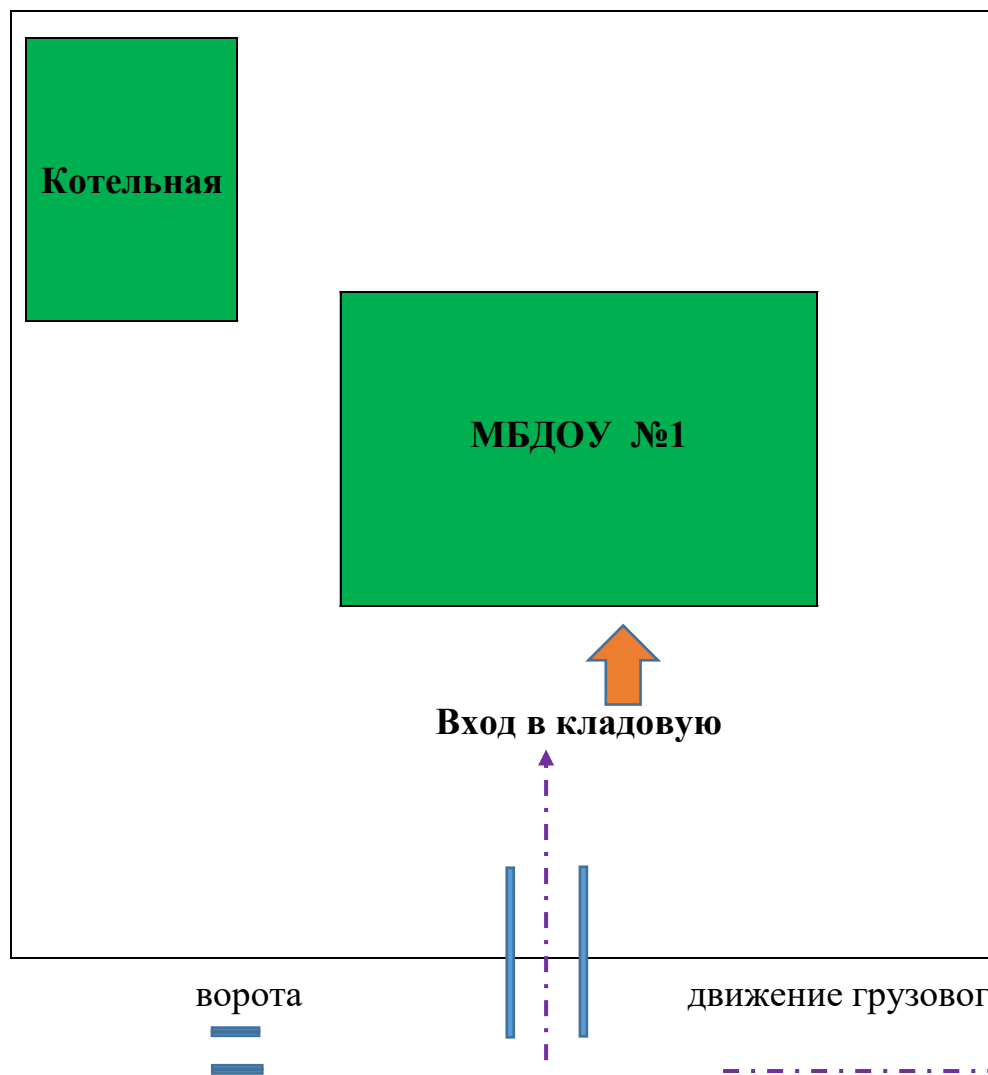 Котельная
МБДОУ №1
Вход в кладовую
ворота
движение грузовог